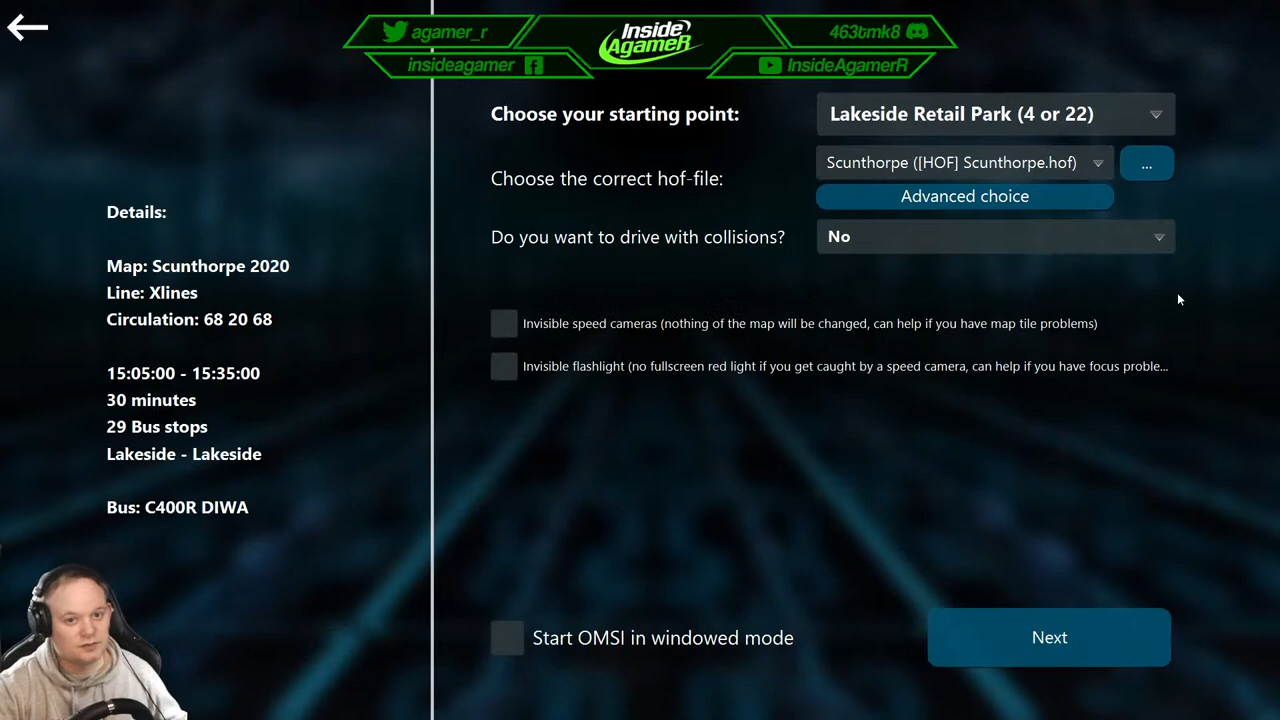 agamer_r
Inside
AgameR
463tmk8
insideagamer
InsideAgamerR
Choose your starting point:
Lakeside Retail Park (4 or 22)
Choose the correct hof-file:
Scunthorpe ([HOF] Scunthorpe.hof)
...
Advanced choice
Do you want to drive with collisions?
No
Details:
Map: Scunthorpe 2020
Line: Xlines
Circulation: 68 20 68
15:05:00 - 15:35:00
30 minutes
29 Bus stops
Lakeside - Lakeside
Bus: C400R DIWA
Invisible speed cameras (nothing of the map will be changed, can help if you have map tile problems)
Invisible flashlight (no fullscreen red light if you get caught by a speed camera, can help if you have focus proble...
Start OMSI in windowed mode
Next